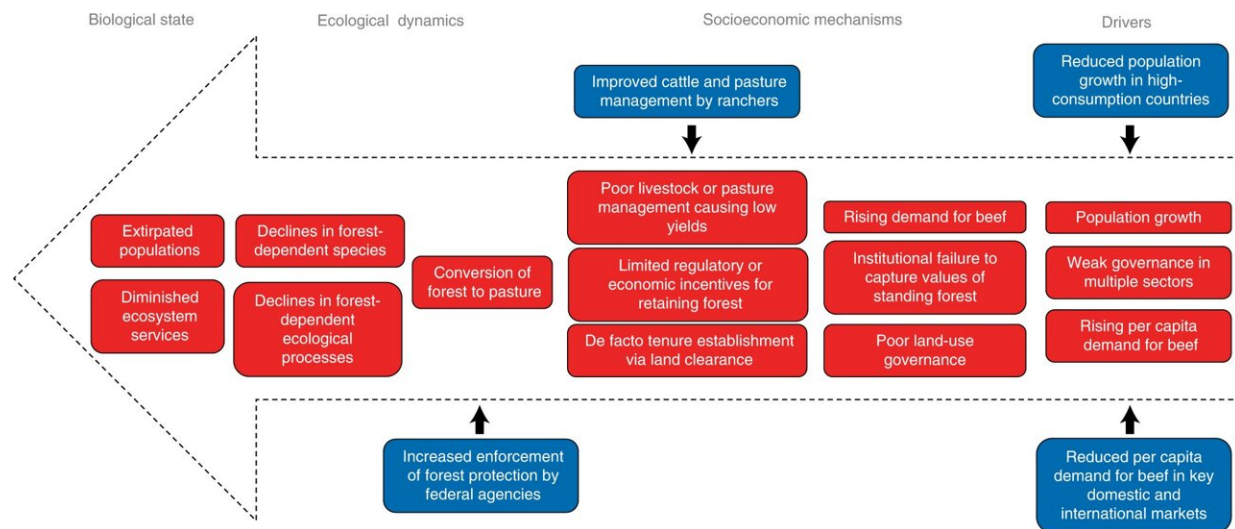 Biological state
Ecological dynamics
Socioeconomic mechanisms
Drivers
Improved cattle and pasture
management by ranchers
Reduced population
growth in high-
consumption countries
Extirpated
populations
Diminished
ecosystem
services
Declines in forest-
dependent species
Declines in forest-
dependent
ecological
processes
Conversion of
forest to pasture
Poor livestock or pasture
management causing low
yields
Limited regulatory or
economic incentives for
retaining forest
De facto tenure establishment
via land clearance
Rising demand for beef
Institutional failure to
capture values of
standing forest
Poor land-use
governance
Population growth
Weak governance in
multiple sectors
Rising per capita
demand for beef
Increased enforcement
of forest protection by
federal agencies
Reduced per capita
demand for beef in key
domestic and
international markets